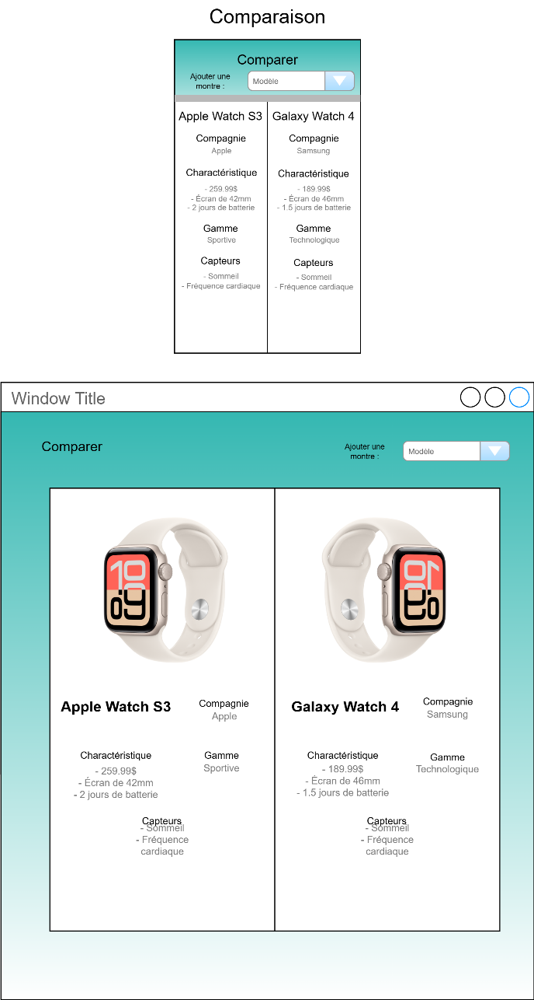 Comparaison
Comparer
Ajouter une
montre :
Modèle
Apple Watch S3
Compagnie
Apple
Charactéristique
- 259.99$
- Écran de 42mm
- 2 jours de batterie
Gamme
Sportive
Capteurs
- Sommeil
- Fréquence cardiaque
Galaxy Watch 4
Compagnie
Samsung
Charactéristique
- 189.99$
- Écran de 46mm
- 1.5 jours de batterie
Gamme
Technologique
Capteurs
- Sommeil
- Fréquence cardiaque
Window Title
Comparer
Ajouter une
montre :
Modèle
10
09
Apple Watch S3
Compagnie
Apple
Charactéristique
- 259.99$
- Écran de 42mm
- 2 jours de batterie
Gamme
Sportive
Capteurs
- Sommeil
- Fréquence
cardiaque
10
09
Galaxy Watch 4
Compagnie
Samsung
Charactéristique
- 189.99$
- Écran de 46mm
- 1.5 jours de batterie
Gamme
Technologique
Capteurs
- Sommeil
- Fréquence
cardiaque